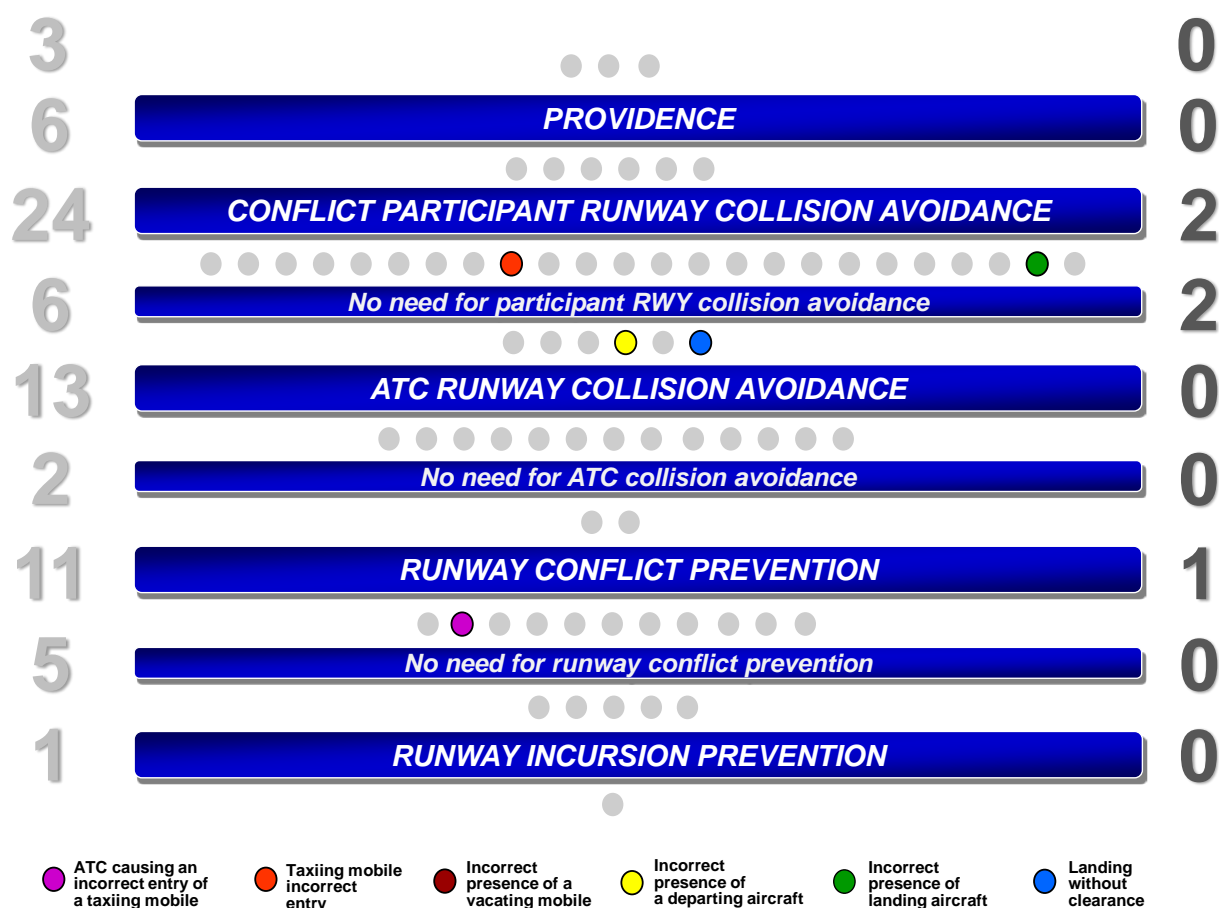 3 0
6 PROVIDENCE 0
24 CONFLICT PARTICIPANT RUNWAY COLLISION AVOIDANCE 2
6 No need for participant RWY collision avoidance 2
13 ATC RUNWAY COLLISION AVOIDANCE 0
2 No need for ATC collision avoidance 0
11 RUNWAY CONFLICT PREVENTION 1
5 No need for runway conflict prevention 0
1 RUNWAY INCURSION PREVENTION 0
ATC causing an
incorrect entry of
a taxiing mobile
Taxiing mobile
incorrect
entry
Incorrect
presence of a
vacating mobile
Incorrect
presence of
a departing aircraft
Incorrect
presence of
landing aircraft
Landing
without
clearance